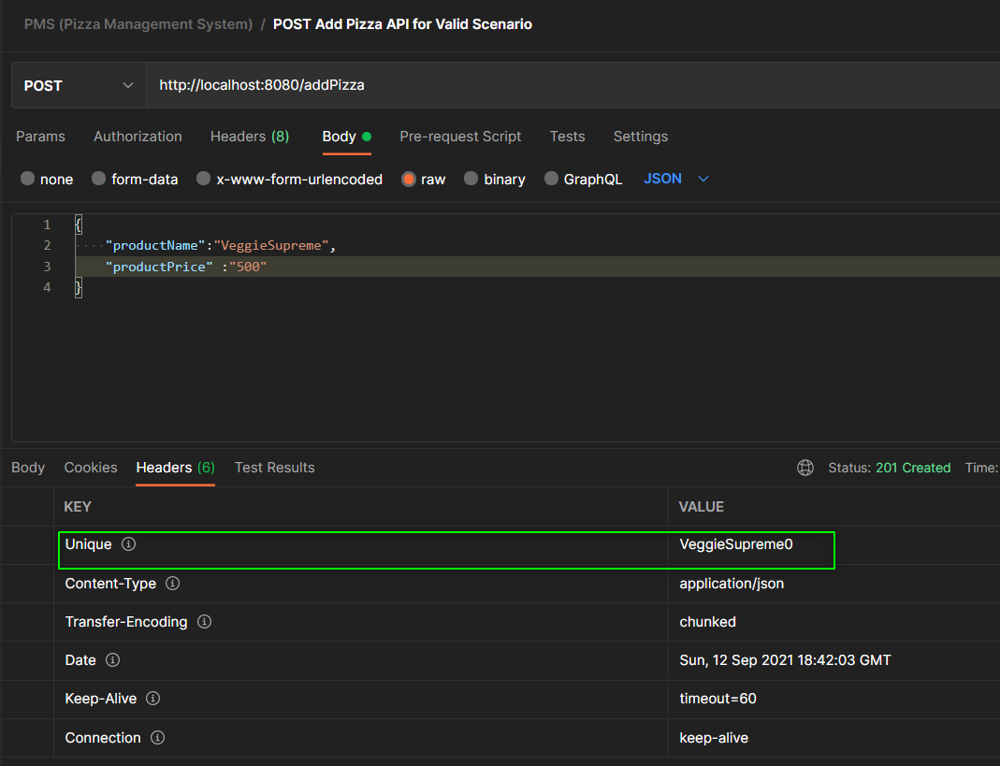 PMS (Pizza Management System) / POST Add Pizza API for Valid Scenario
POST http://localhost:8080/addPizza
Params Authorization Headers (8) Body Pre-request Script Tests Settings
none form-data x-www-form-urlencoded raw binary GraphQL JSON
1 {
2 "productName":"VeggieSupreme",
3 "productPrice" :"500"
4 }
Body Cookies Headers (6) Test Results Status: 201 Created Time:
KEY VALUE
Unique VeggieSupreme0
Content-Type application/json
Transfer-Encoding chunked
Date Sun, 12 Sep 2021 18:42:03 GMT
Keep-Alive timeout=60
Connection keep-alive